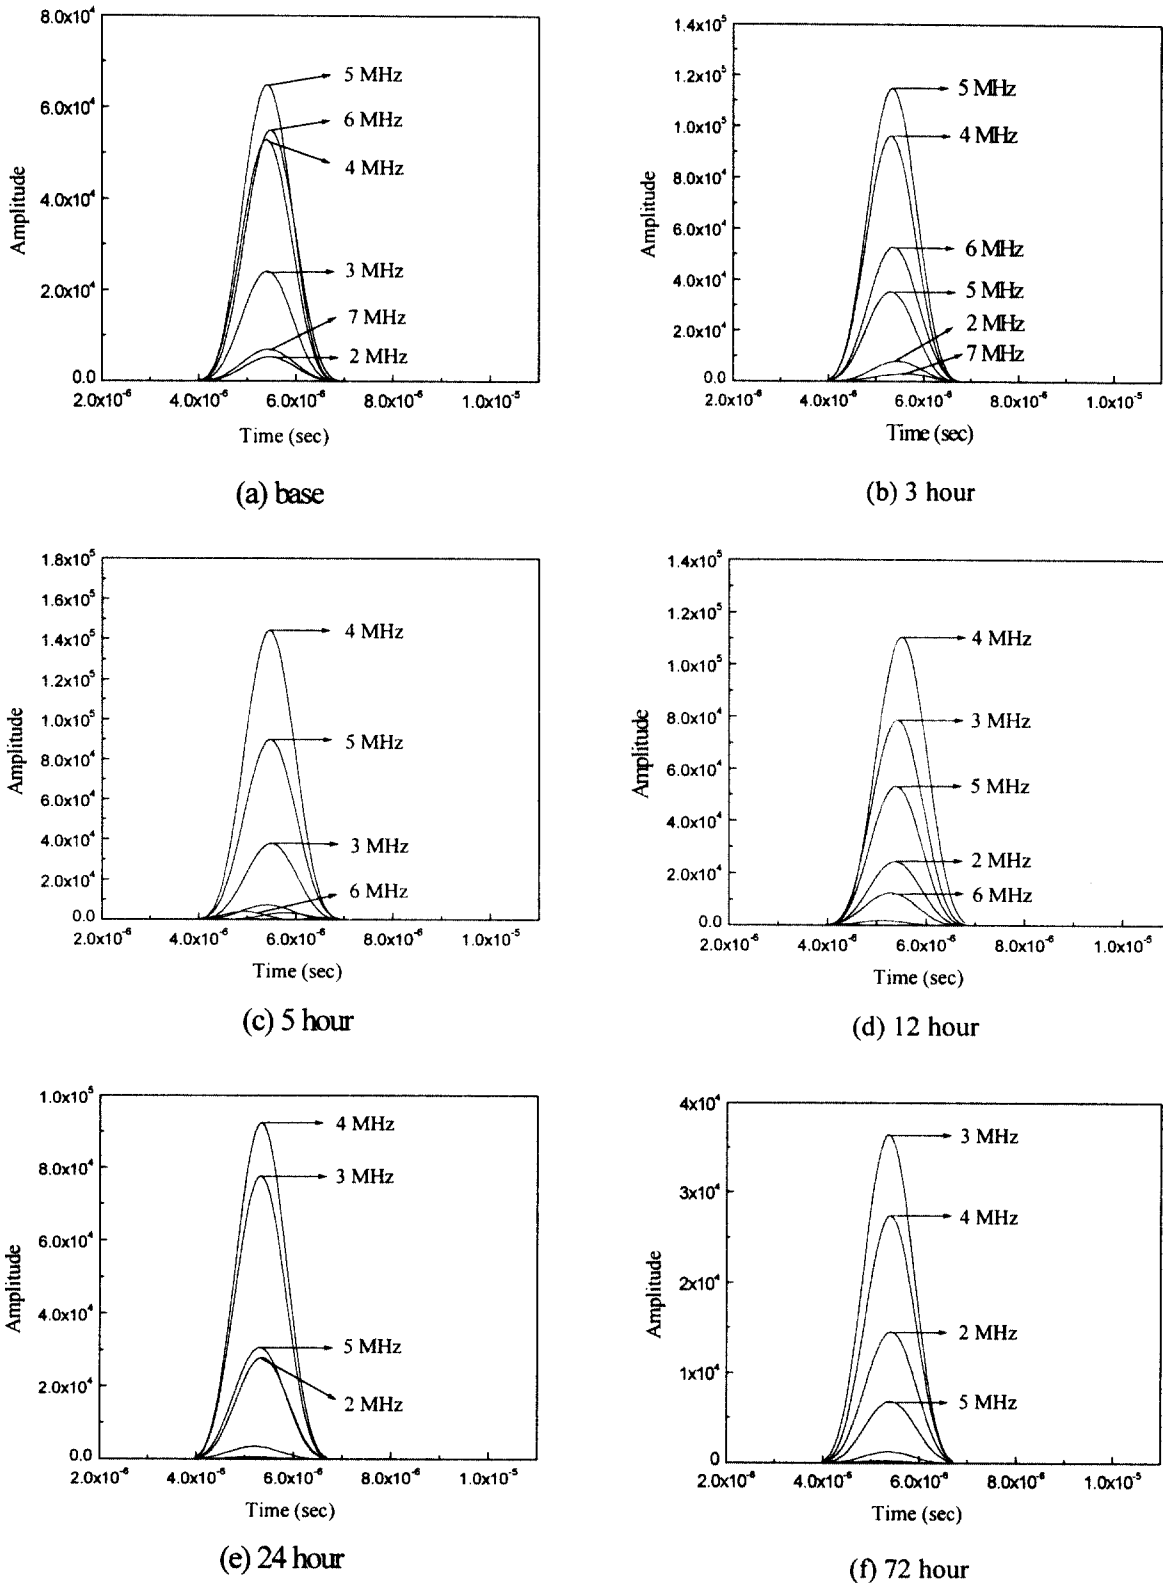 8.0x10⁴
6.0x10⁴
4.0x10⁴
2.0x10⁴
0.0
Amplitude
5 MHz
6 MHz
4 MHz
3 MHz
7 MHz
2 MHz
2.0x10⁻⁶ 4.0x10⁻⁶ 6.0x10⁻⁶ 8.0x10⁻⁶ 1.0x10⁻⁵
Time (sec)
(a) base
1.4x10⁵
1.2x10⁵
1.0x10⁵
8.0x10⁴
6.0x10⁴
4.0x10⁴
2.0x10⁴
0.0
Amplitude
5 MHz
4 MHz
6 MHz
5 MHz
2 MHz
7 MHz
2.0x10⁻⁶ 4.0x10⁻⁶ 6.0x10⁻⁶ 8.0x10⁻⁶ 1.0x10⁻⁵
Time (sec)
(b) 3 hour
1.8x10⁵
1.6x10⁵
1.4x10⁵
1.2x10⁵
1.0x10⁵
8.0x10⁴
6.0x10⁴
4.0x10⁴
2.0x10⁴
0.0
Amplitude
4 MHz
5 MHz
3 MHz
6 MHz
2.0x10⁻⁶ 4.0x10⁻⁶ 6.0x10⁻⁶ 8.0x10⁻⁶ 1.0x10⁻⁵
Time (sec)
(c) 5 hour
1.4x10⁵
1.2x10⁵
1.0x10⁵
8.0x10⁴
6.0x10⁴
4.0x10⁴
2.0x10⁴
0.0
Amplitude
4 MHz
3 MHz
5 MHz
2 MHz
6 MHz
2.0x10⁻⁶ 4.0x10⁻⁶ 6.0x10⁻⁶ 8.0x10⁻⁶ 1.0x10⁻⁵
Time (sec)
(d) 12 hour
1.0x10⁵
8.0x10⁴
6.0x10⁴
4.0x10⁴
2.0x10⁴
0.0
Amplitude
4 MHz
3 MHz
5 MHz
2 MHz
2.0x10⁻⁶ 4.0x10⁻⁶ 6.0x10⁻⁶ 8.0x10⁻⁶ 1.0x10⁻⁵
Time (sec)
(e) 24 hour
4x10⁴
3x10⁴
2x10⁴
1x10⁴
0
Amplitude
3 MHz
4 MHz
2 MHz
5 MHz
2.0x10⁻⁶ 4.0x10⁻⁶ 6.0x10⁻⁶ 8.0x10⁻⁶ 1.0x10⁻⁵
Time (sec)
(f) 72 hour